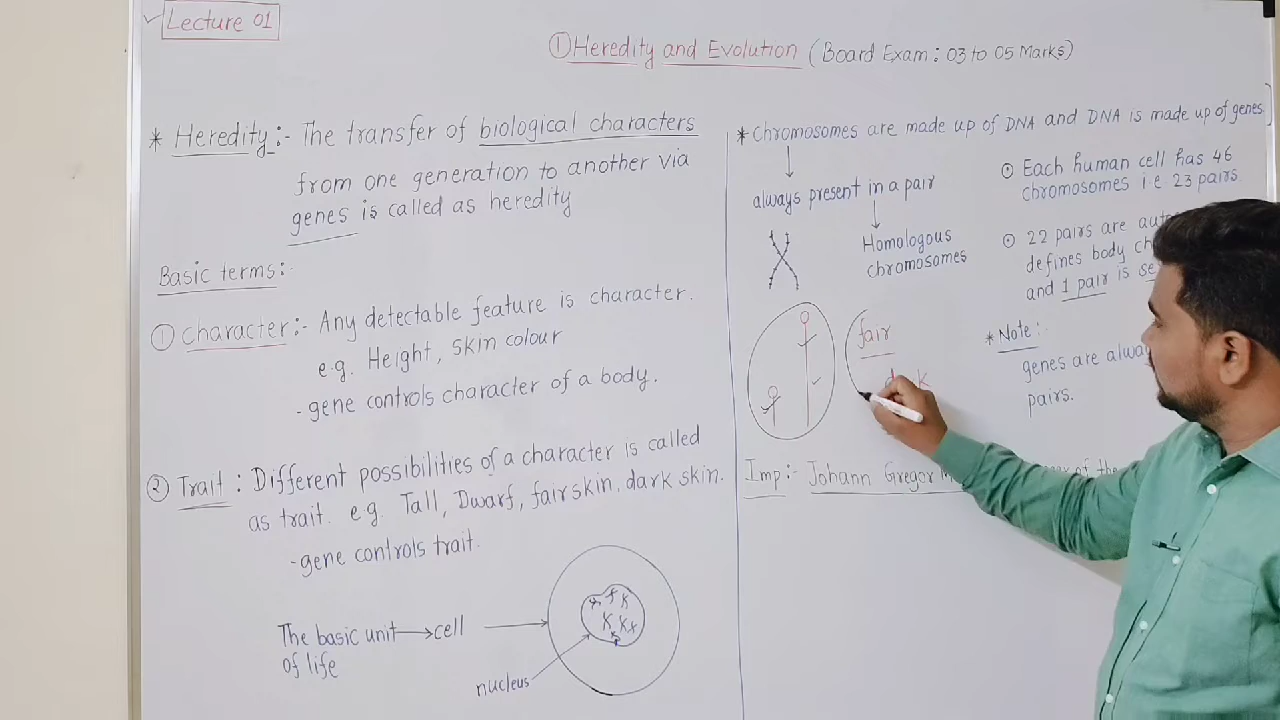 Lecture 01
① Heredity and Evolution (Board Exam: 03 to 05 Marks)
* Heredity:- The transfer of biological characters
from one generation to another via
genes is called as heredity
Basic terms:-
① Character:- Any detectable feature is character.
e.g. Height, skin colour
- gene controls character of a body.
② Trait: Different possibilities of a character is called
as trait. e.g. Tall, Dwarf, fair skin, dark skin.
- gene controls trait.
The basic unit → cell
of life
nucleus
* Chromosomes are made up of DNA and DNA is made up of genes.
always present in a pair
Homologous
chromosomes
fair
⊙ Each human cell has 46
chromosomes i.e 23 pairs.
⊙ 22 pairs are
defines body
and 1 pair is
* Note:-
genes are
pairs.
Imp:- Johann Gregor
of the